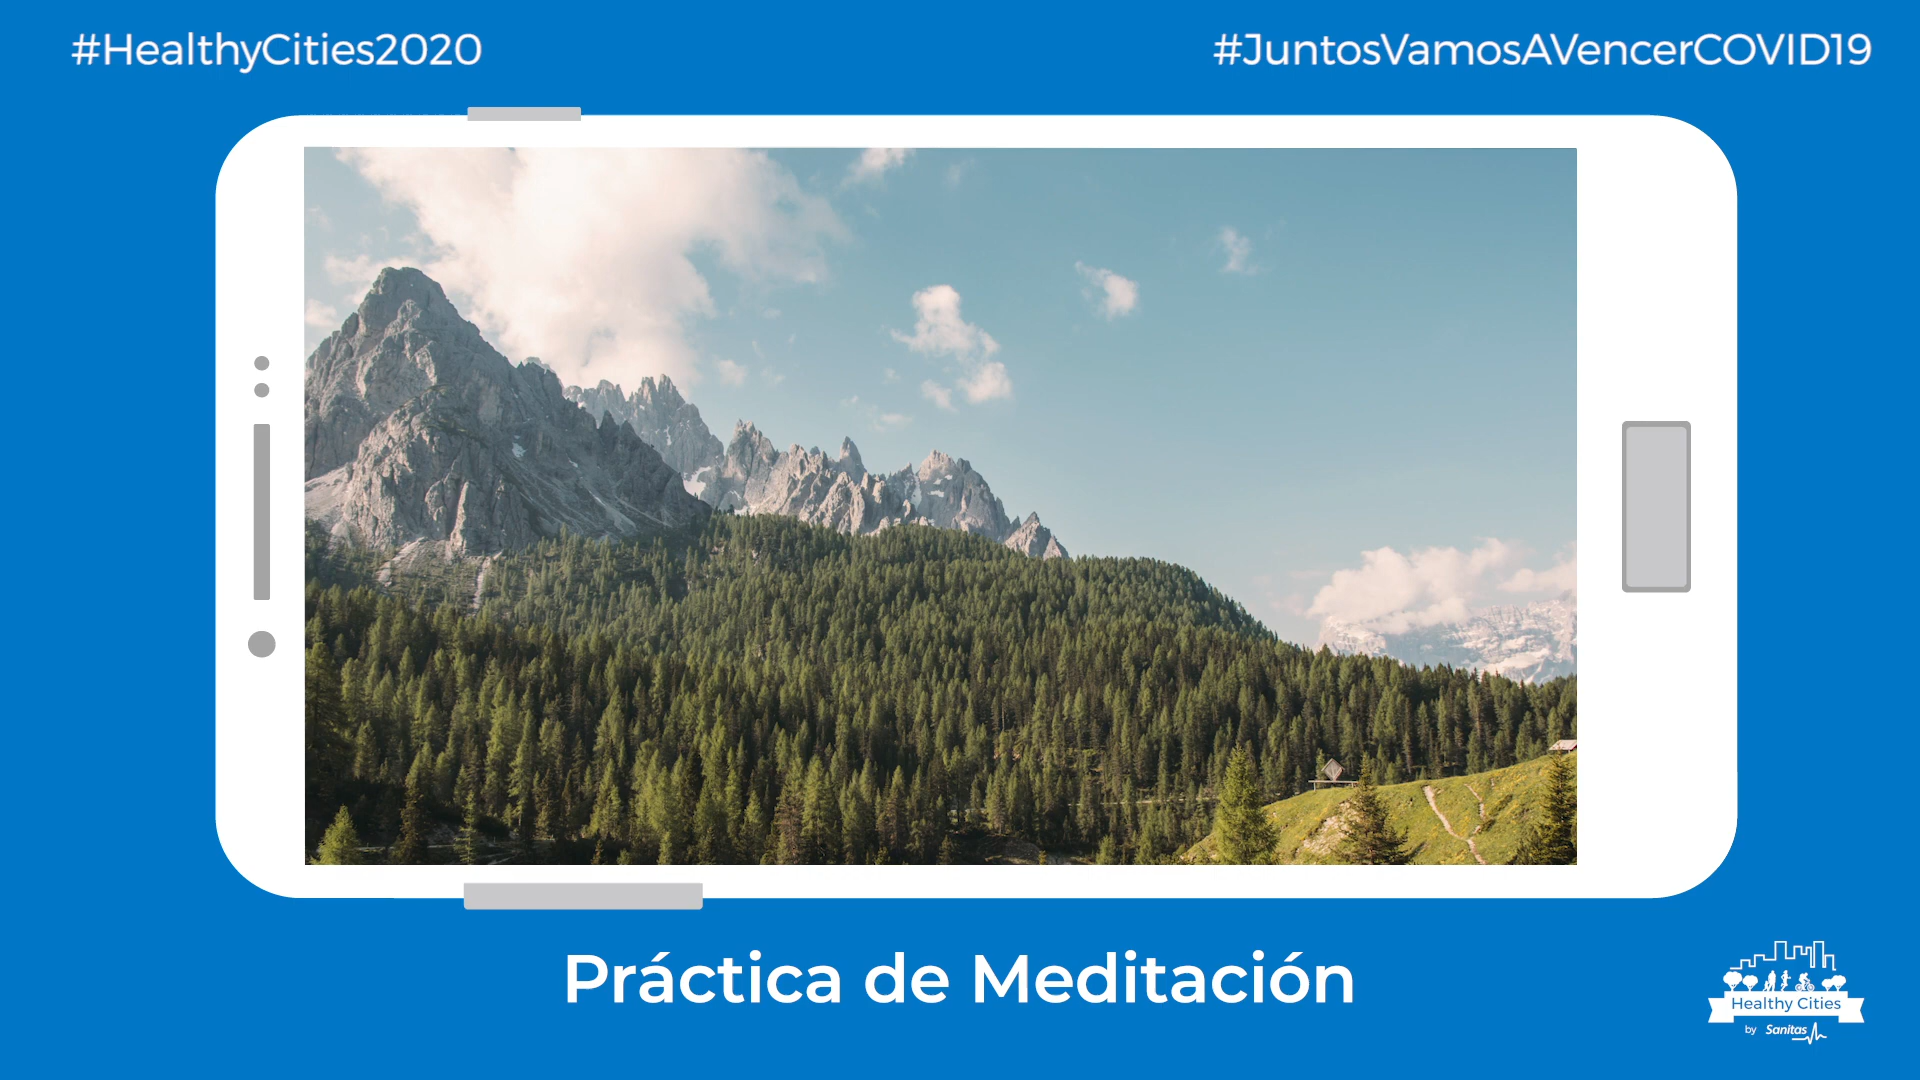 #HealthyCities2020
#JuntosVamosAVencerCOVID19
Práctica de Meditación
Healthy Cities
by Sanitas